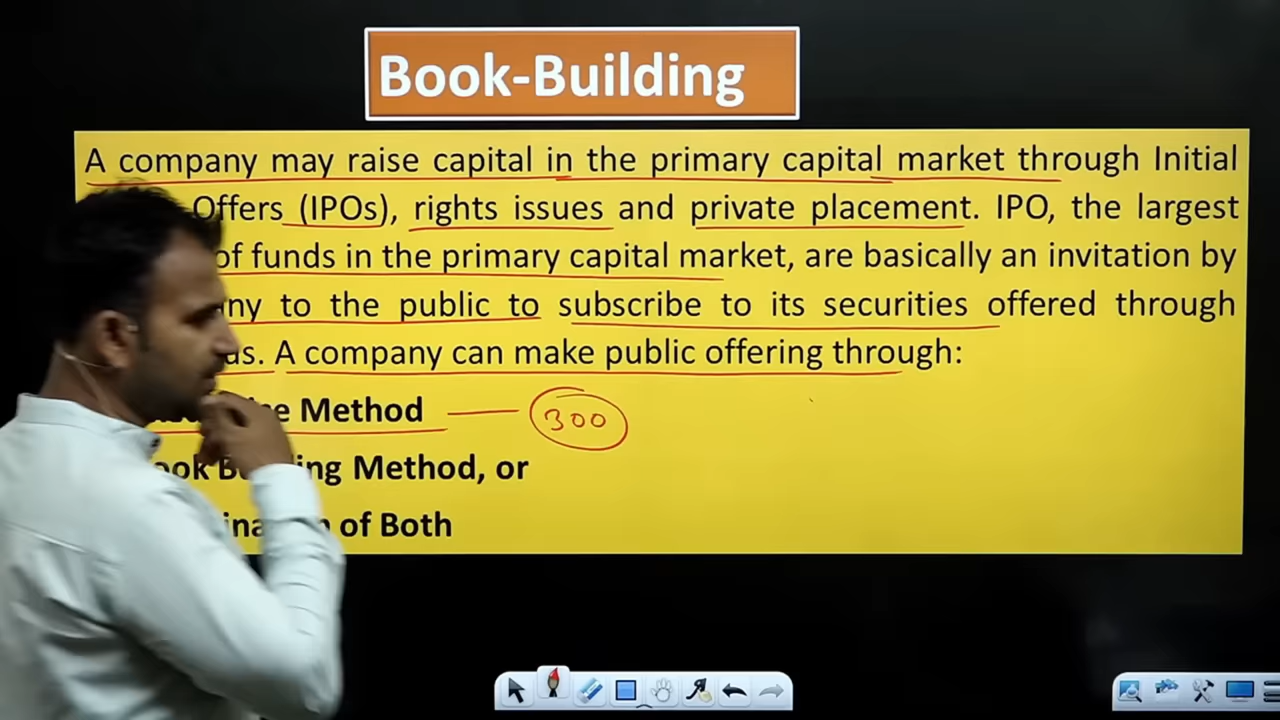 Book-Building
A company may raise capital in the primary capital market through Initial
Offers (IPOs), rights issues and private placement. IPO, the largest
of funds in the primary capital market, are basically an invitation by
to the public to subscribe to its securities offered through
A company can make public offering through:
Method 300
Method, or
of Both